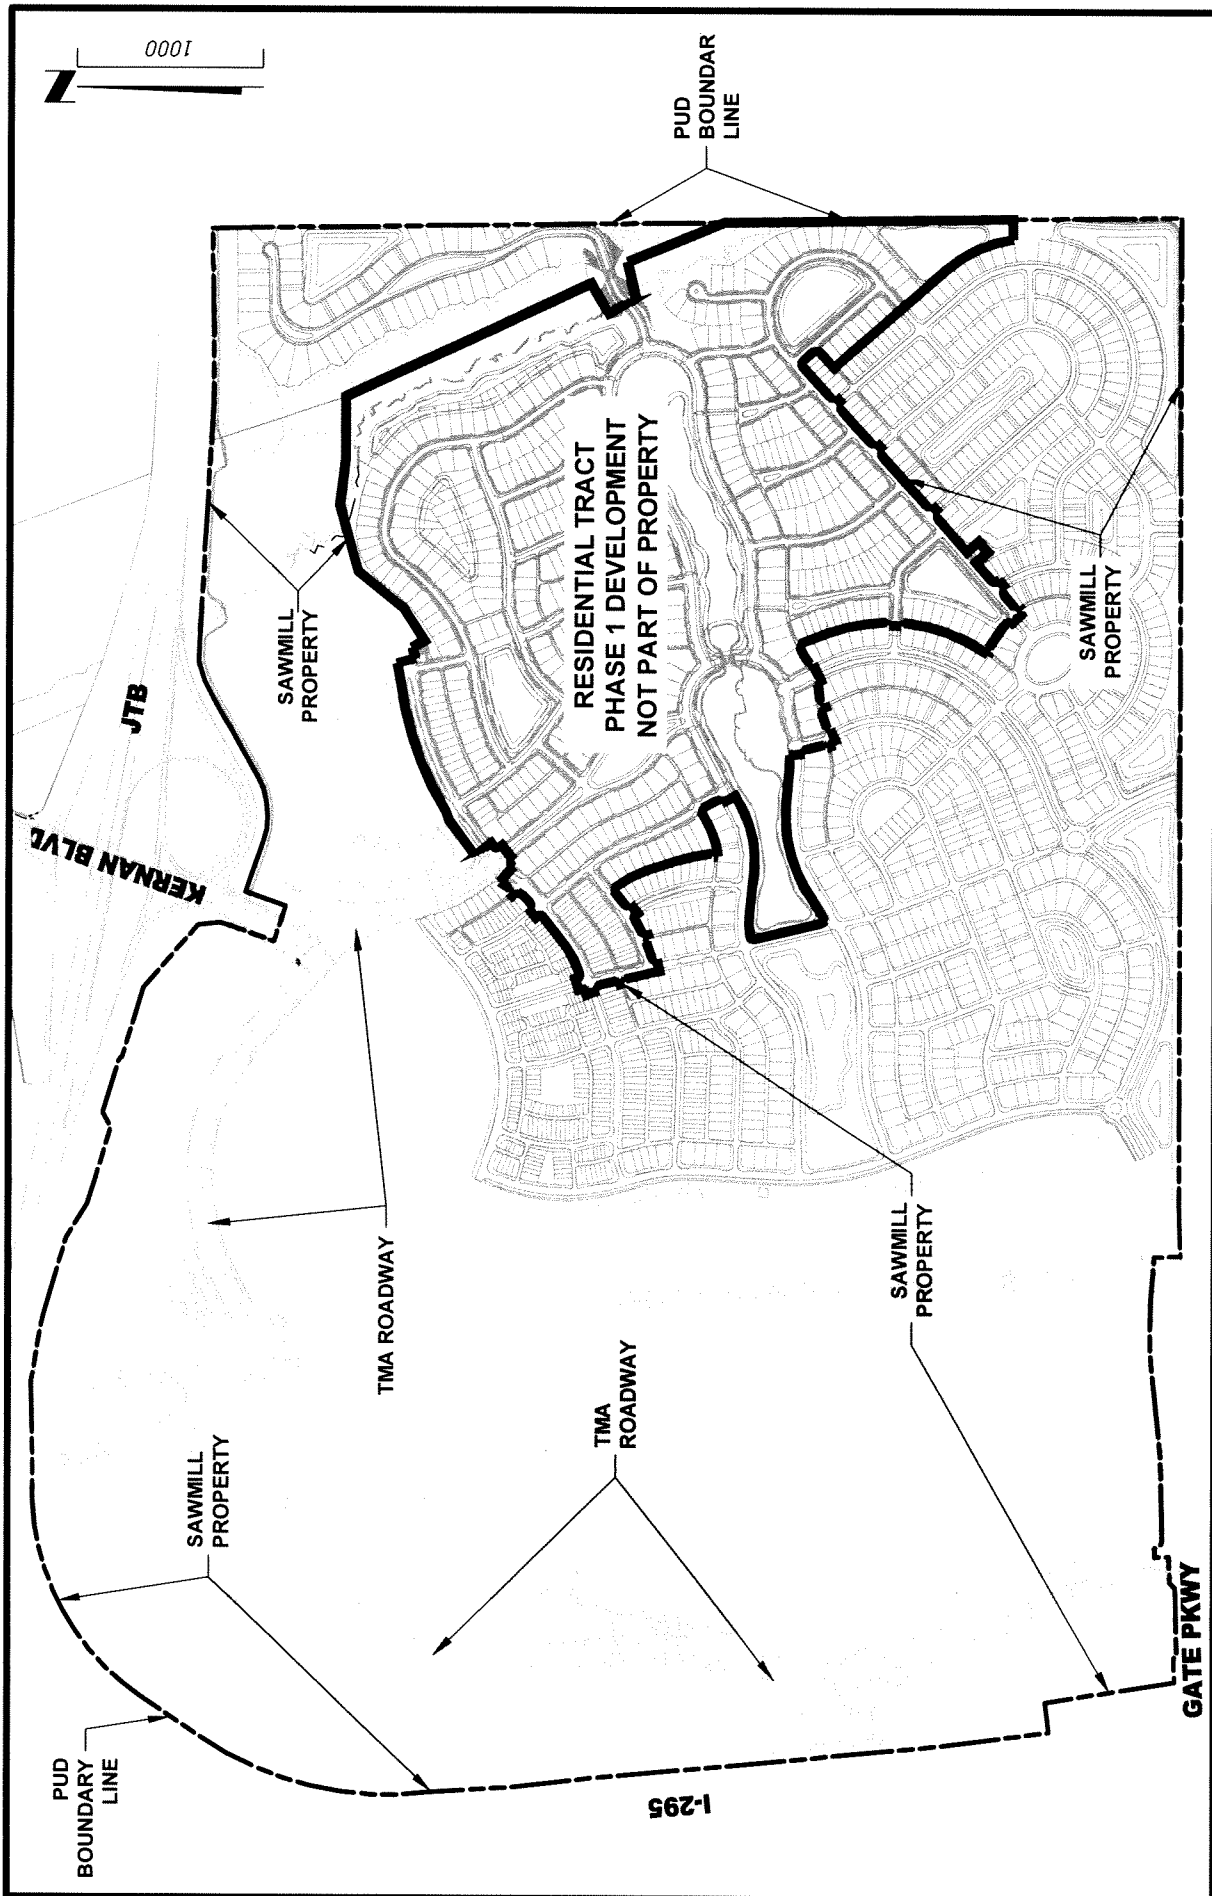 1000
N
PUD
BOUNDAR
LINE
JTB
KERNAN BLVD
SAWMILL
PROPERTY
RESIDENTIAL TRACT
PHASE 1 DEVELOPMENT
NOT PART OF PROPERTY
SAWMILL
PROPERTY
TMA ROADWAY
SAWMILL
PROPERTY
TMA
ROADWAY
SAWMILL
PROPERTY
PUD
BOUNDARY
LINE
I-295
GATE PKWY